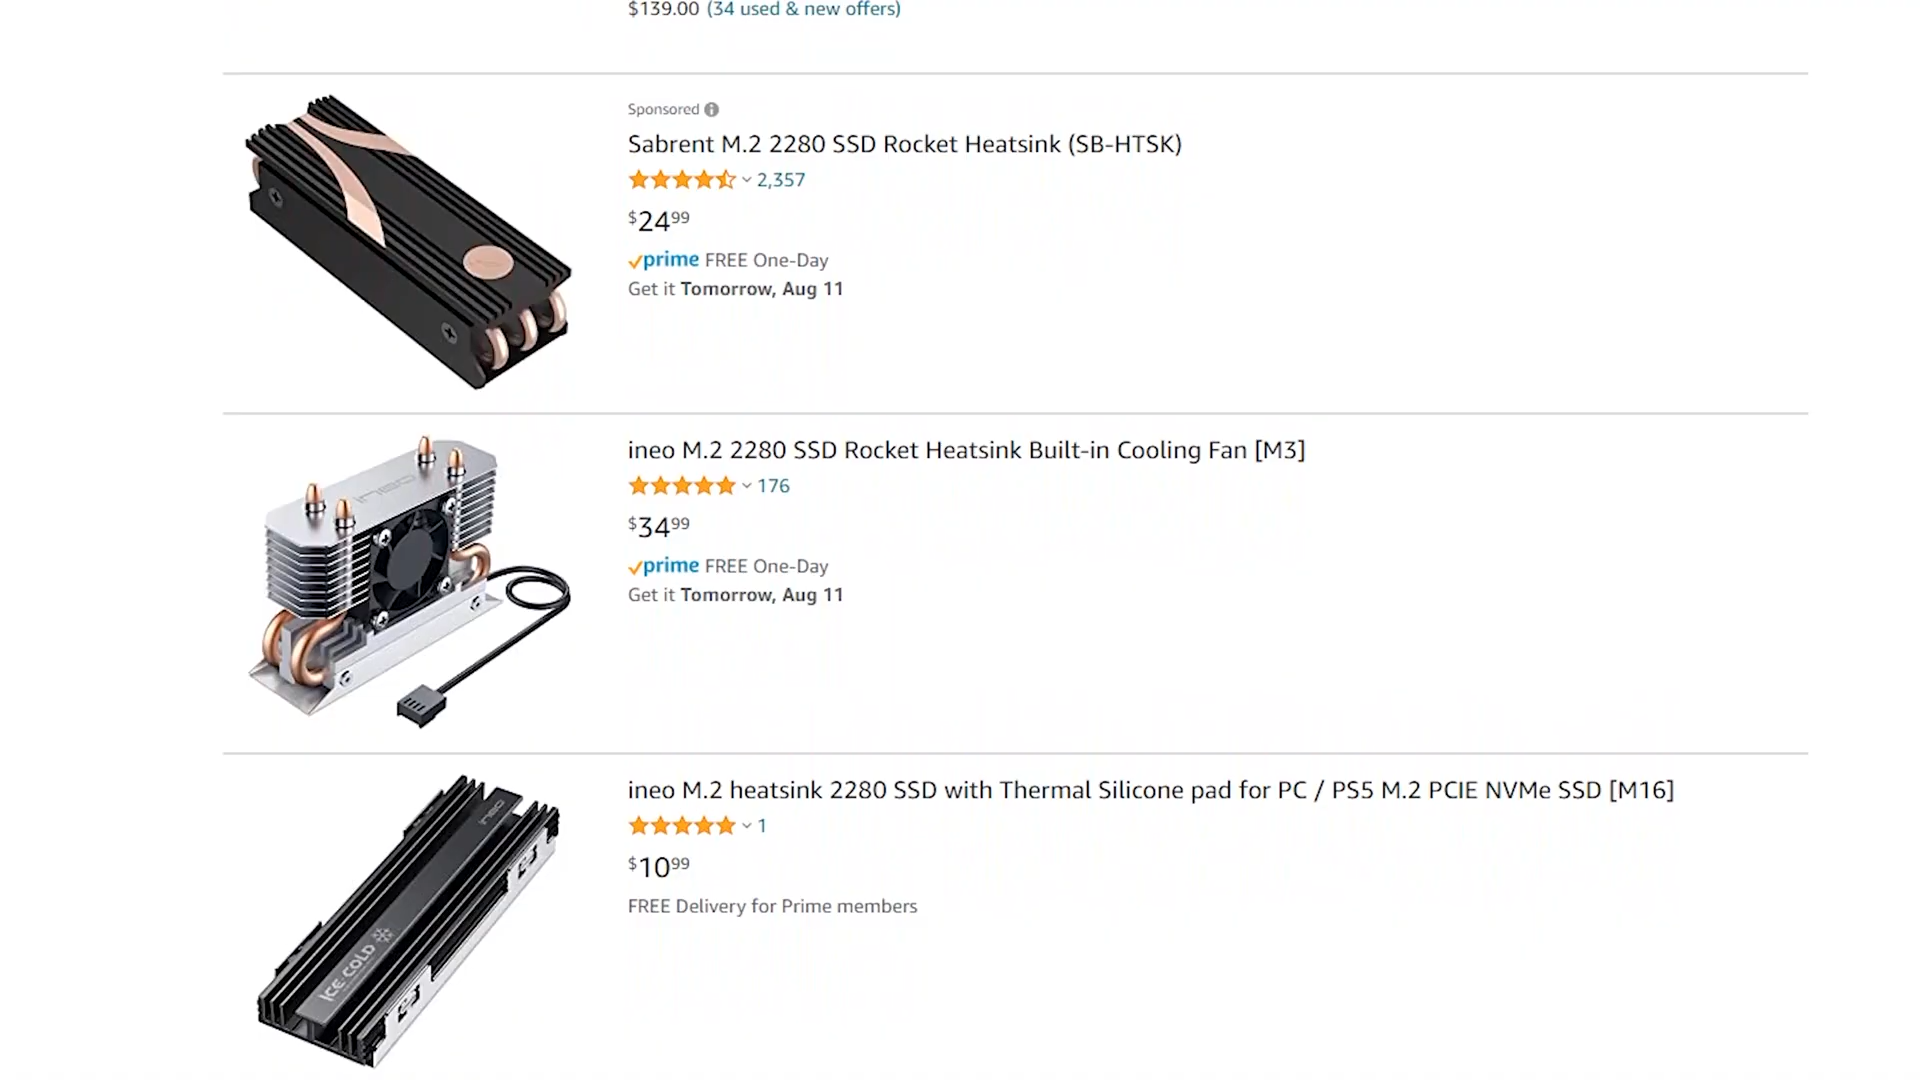 $139.00 (34 used & new offers)
Sponsored
Sabrent M.2 2280 SSD Rocket Heatsink (SB-HTSK)
2,357
$24.99
prime FREE One-Day
Get it Tomorrow, Aug 11
ineo M.2 2280 SSD Rocket Heatsink Built-in Cooling Fan [M3]
176
$34.99
prime FREE One-Day
Get it Tomorrow, Aug 11
ineo
ineo M.2 heatsink 2280 SSD with Thermal Silicone pad for PC / PS5 M.2 PCIE NVMe SSD [M16]
1
$10.99
FREE Delivery for Prime members
ineo
ICE-COLD